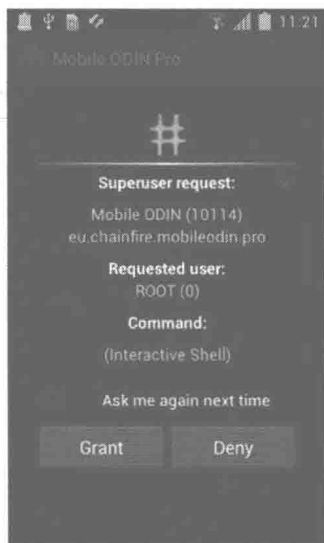 11:21
Mobile ODIN Pro
#
Superuser request:
Mobile ODIN (10114)
eu.chainfire.mobileodin.pro
Requested user:
ROOT (0)
Command:
(Interactive Shell)
Ask me again next time
Grant Deny